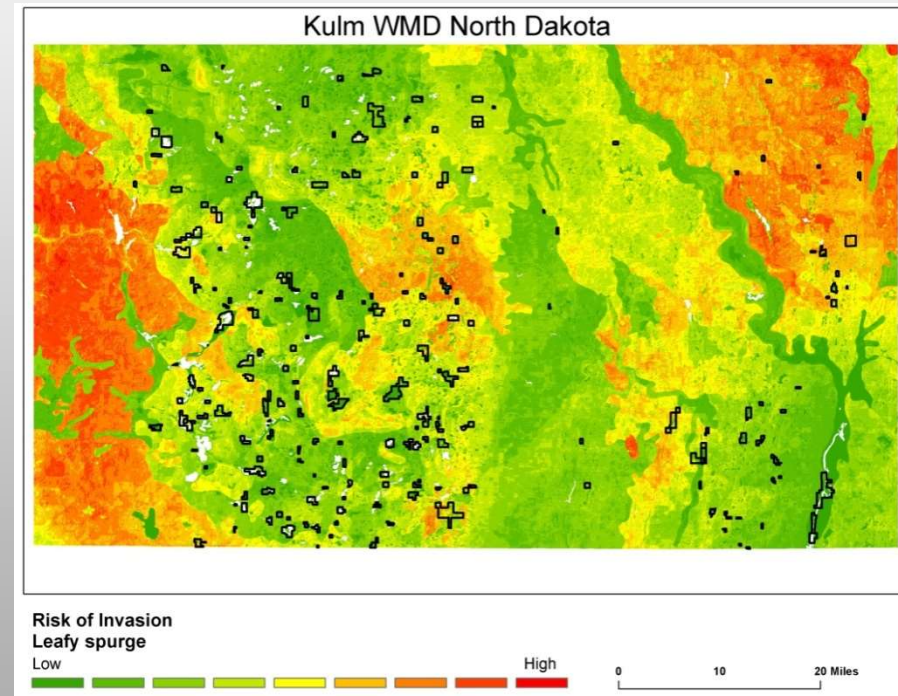 Kulm WMD North Dakota
Risk of Invasion
Leafy spurge
Low High
0 10 20 Miles